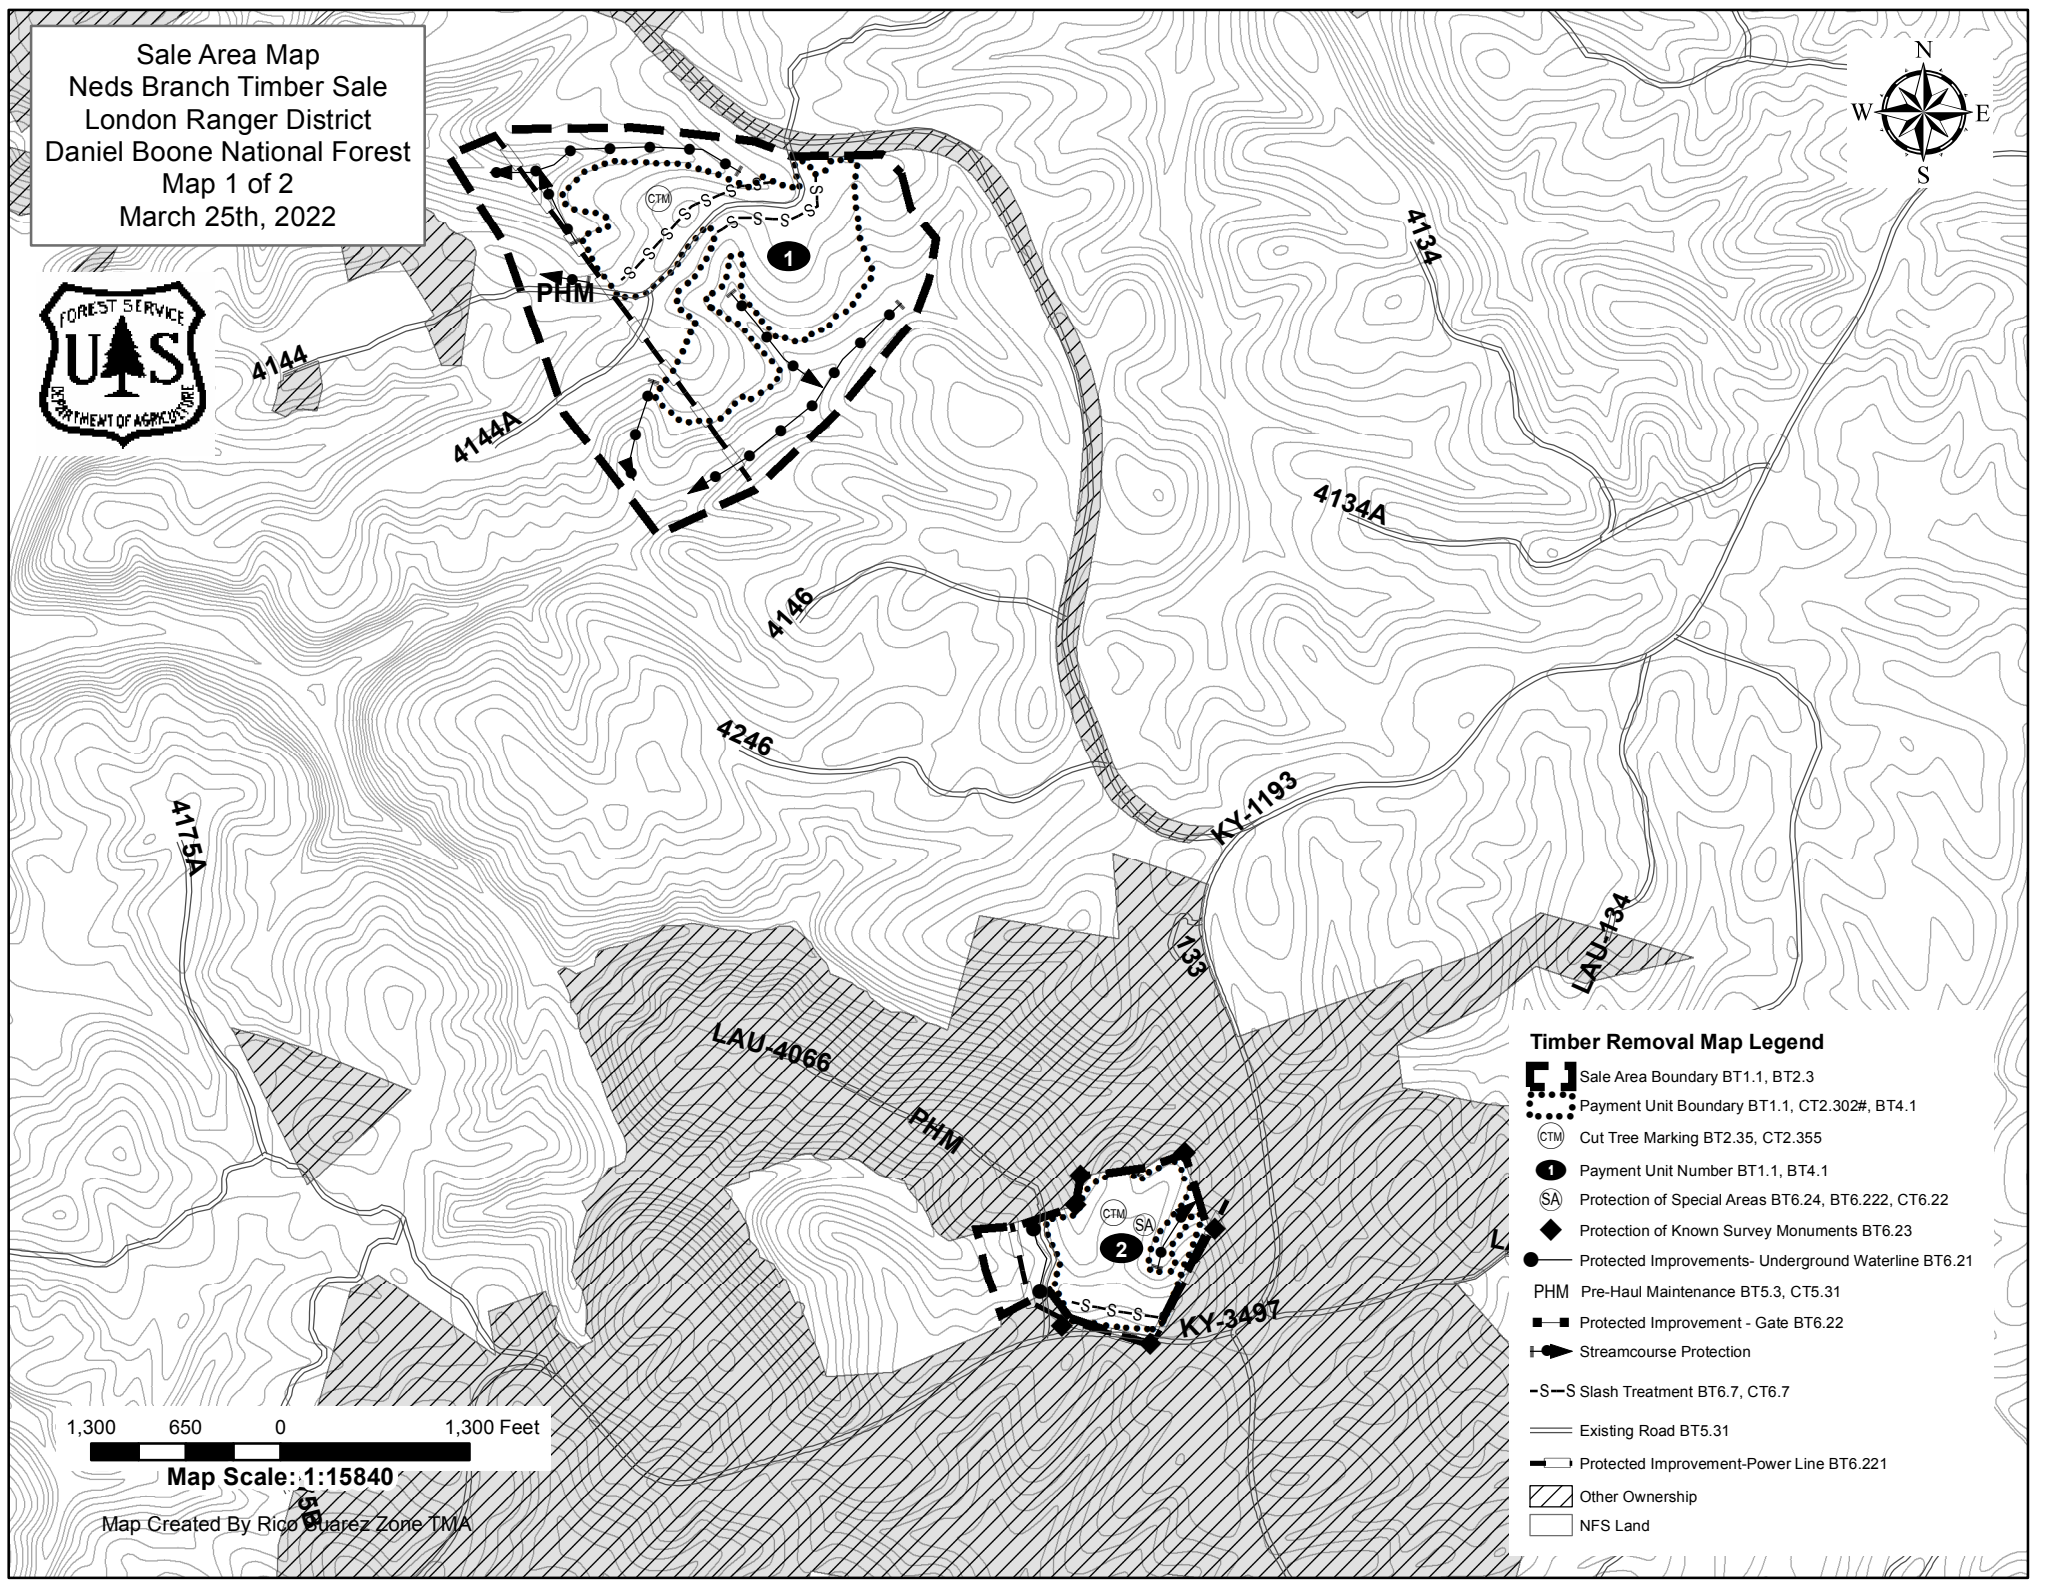 Sale Area Map
Neds Branch Timber Sale
London Ranger District
Daniel Boone National Forest
Map 1 of 2
March 25th, 2022
N
W
E
S
FOREST SERVICE
U S
DEPARTMENT OF AGRICULTURE
CTM
S
S
S
S
S
S
S
S
S
S
S
1
PHM
4144
4144A
4134
4134A
4146
4246
KY-1193
4175A
133
LAU-134
LAU-4066
PHM
CTM
SA
2
S
S
S
KY-3497
Timber Removal Map Legend
Sale Area Boundary BT1.1, BT2.3
Payment Unit Boundary BT1.1, CT2.302#, BT4.1
CTM Cut Tree Marking BT2.35, CT2.355
1 Payment Unit Number BT1.1, BT4.1
SA Protection of Special Areas BT6.24, BT6.222, CT6.22
Protection of Known Survey Monuments BT6.23
Protected Improvements- Underground Waterline BT6.21
PHM Pre-Haul Maintenance BT5.3, CT5.31
Protected Improvement - Gate BT6.22
Streamcourse Protection
-S—S Slash Treatment BT6.7, CT6.7
Existing Road BT5.31
Protected Improvement-Power Line BT6.221
Other Ownership
NFS Land
1,300 650 0 1,300 Feet
Map Scale: 1:15840
5B
Map Created By Rico Suarez Zone TMA